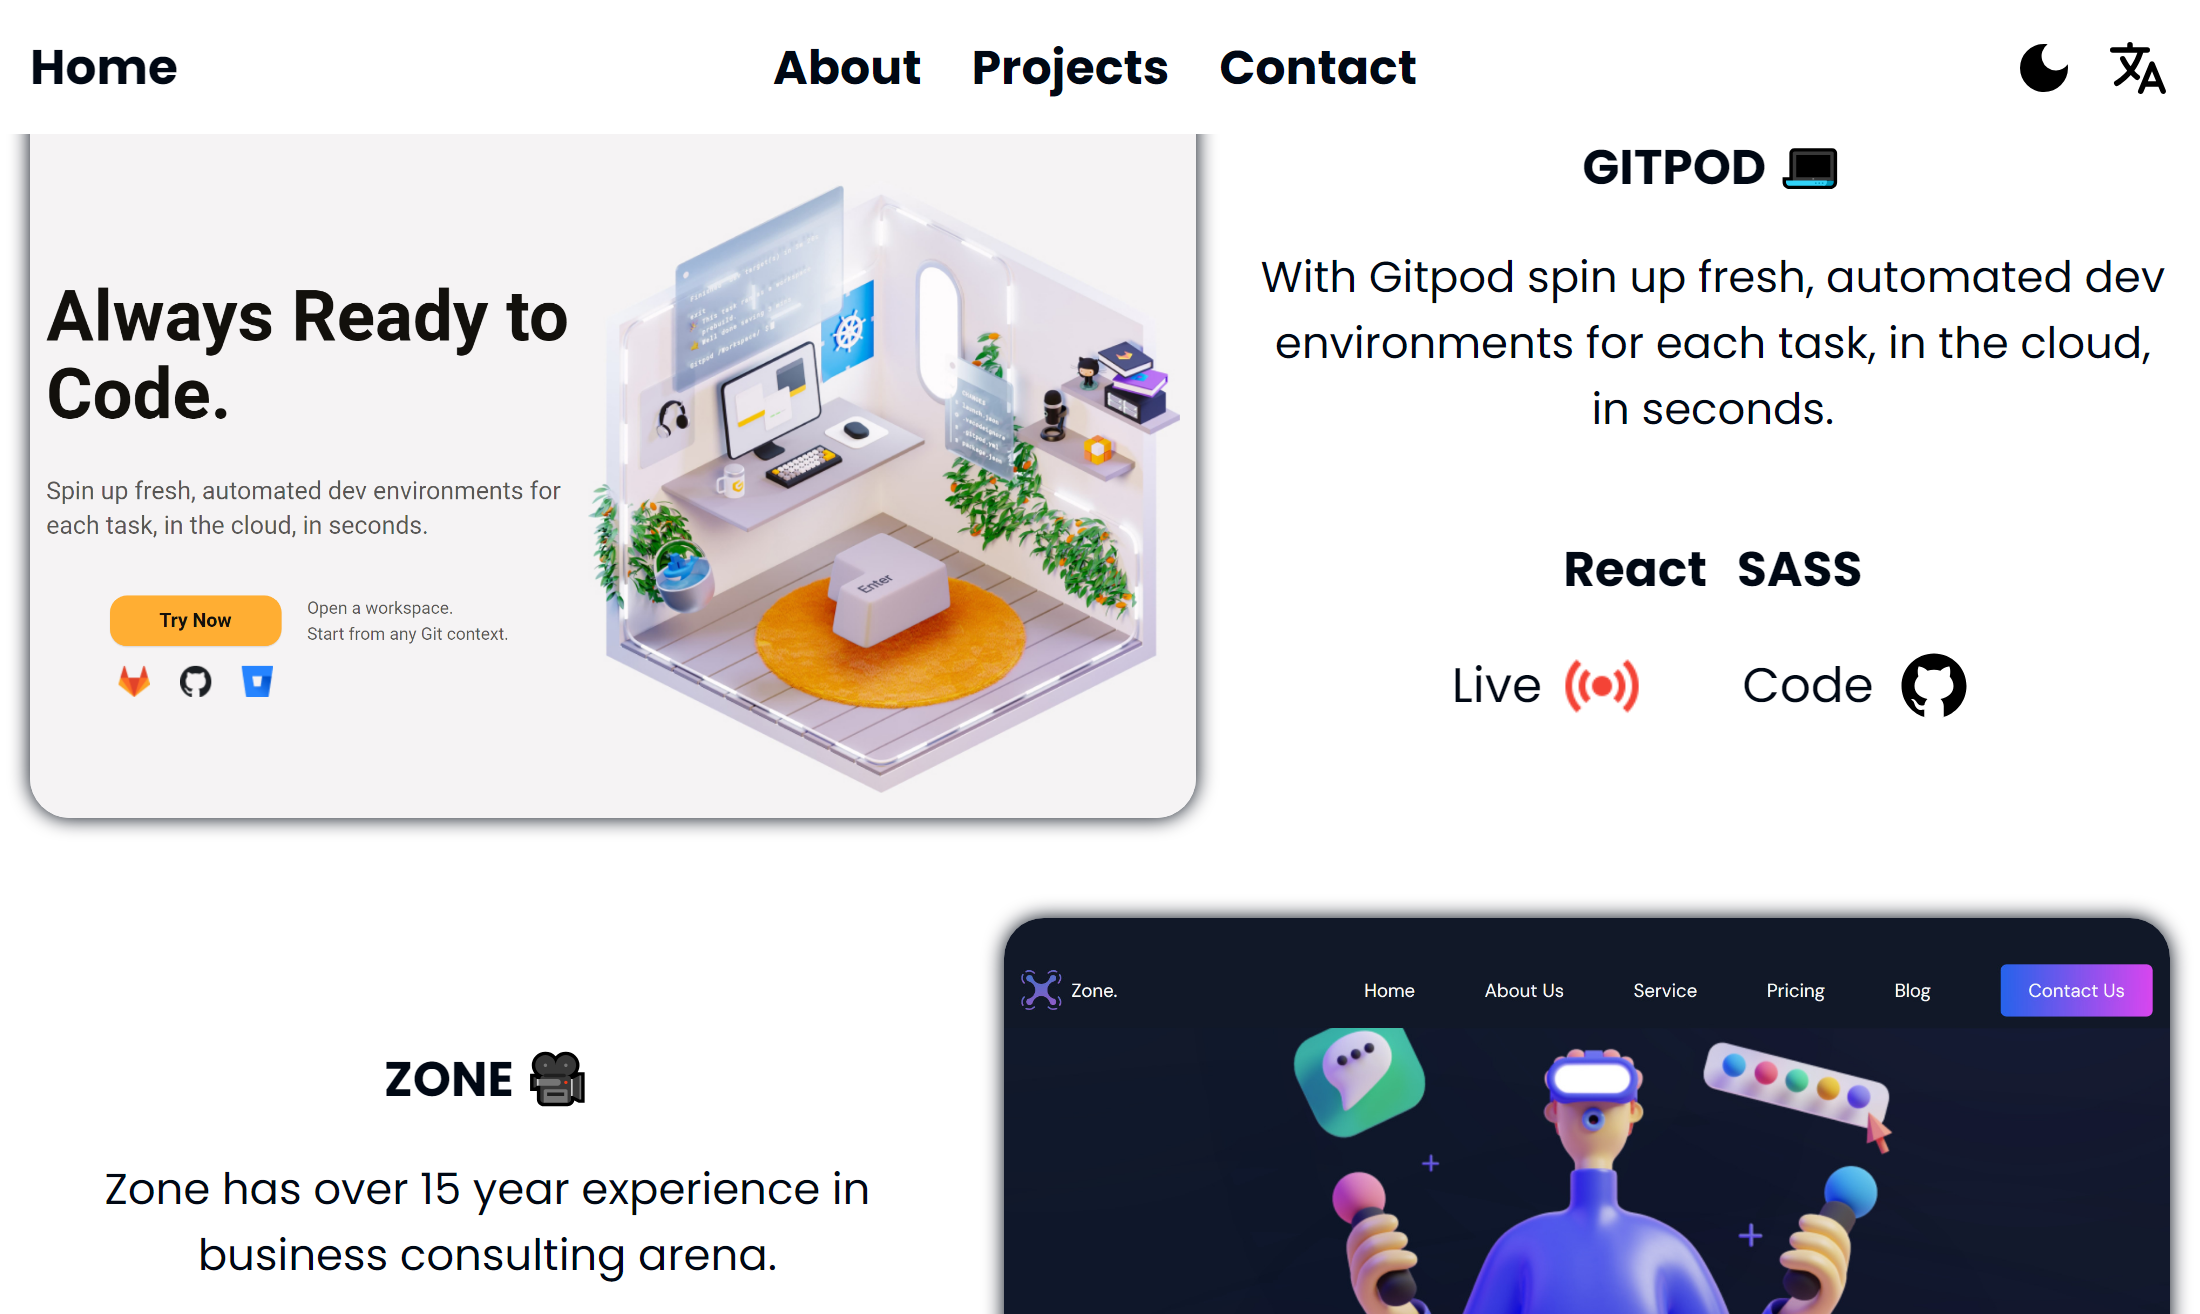 Home
About Projects Contact
Always Ready to
Code.
Spin up fresh, automated dev environments for
each task, in the cloud, in seconds.
Try Now
Open a workspace.
Start from any Git context.
Enter
GITPOD
With Gitpod spin up fresh, automated dev
environments for each task, in the cloud,
in seconds.
React SASS
Live
Code
ZONE
Zone has over 15 year experience in
business consulting arena.
Zone.
Home About Us Service Pricing Blog Contact Us